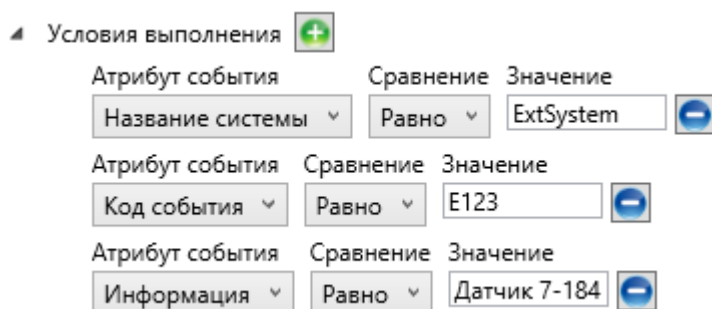 Условия выполнения
Атрибут события Сравнение Значение
Название системы Равно ExtSystem
Атрибут события Сравнение Значение
Код события Равно E123
Атрибут события Сравнение Значение
Информация Равно Датчик 7-184